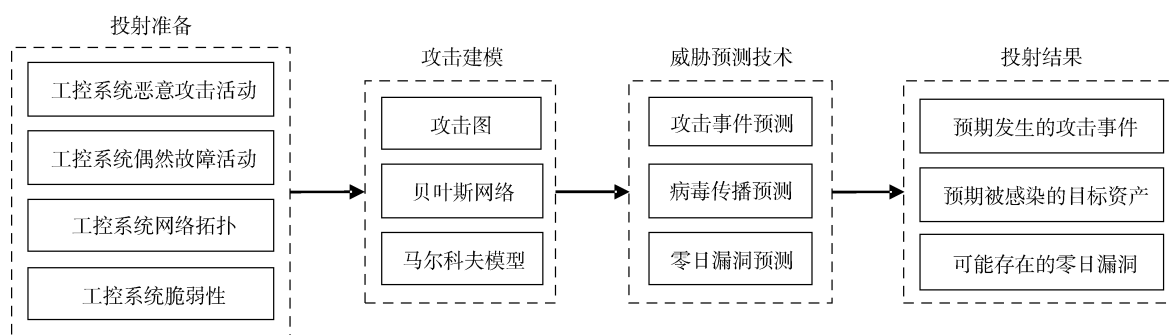 投射准备
工控系统恶意攻击活动
工控系统偶然故障活动
工控系统网络拓扑
工控系统脆弱性
攻击建模
攻击图
贝叶斯网络
马尔科夫模型
威胁预测技术
攻击事件预测
病毒传播预测
零日漏洞预测
投射结果
预期发生的攻击事件
预期被感染的目标资产
可能存在的零日漏洞